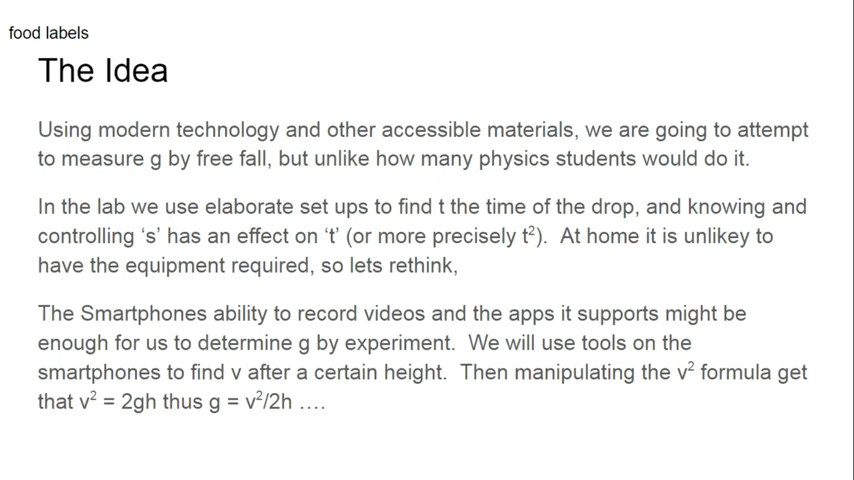 food labels
The Idea
Using modern technology and other accessible materials, we are going to attempt
to measure g by free fall, but unlike how many physics students would do it.
In the lab we use elaborate set ups to find t the time of the drop, and knowing and
controlling ‘s’ has an effect on ‘t’ (or more precisely t²).  At home it is unlikey to
have the equipment required, so lets rethink,
The Smartphones ability to record videos and the apps it supports might be
enough for us to determine g by experiment.  We will use tools on the
smartphones to find v after a certain height.  Then manipulating the v² formula get
that v² = 2gh thus g = v²/2h ….